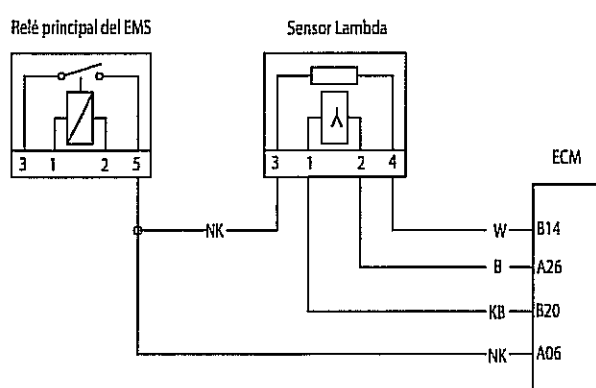 Relé principal del EMS
Sensor Lambda
3 1 2 5
3 1 2 4
ECM
NK
W B14
B A26
KB B20
NK A06